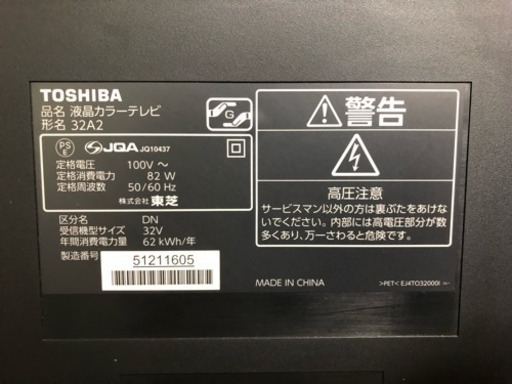 TOSHIBA
品名 液晶カラーテレビ
形名 32A2
PS
E
JQA JQ10437
定格電圧 100V ～
定格消費電力 82 W
定格周波数 50/60 Hz
株式会社 東芝
区分名 DN
受信機型サイズ 32V
年間消費電力量 62 kWh/年
製造番号
51211605
G
警告
高圧注意
サービスマン以外の方は裏ぶたをあけな
いでください。内部には高電圧部分が数
多くあり、万一さわると危険です。
MADE IN CHINA
>PET<